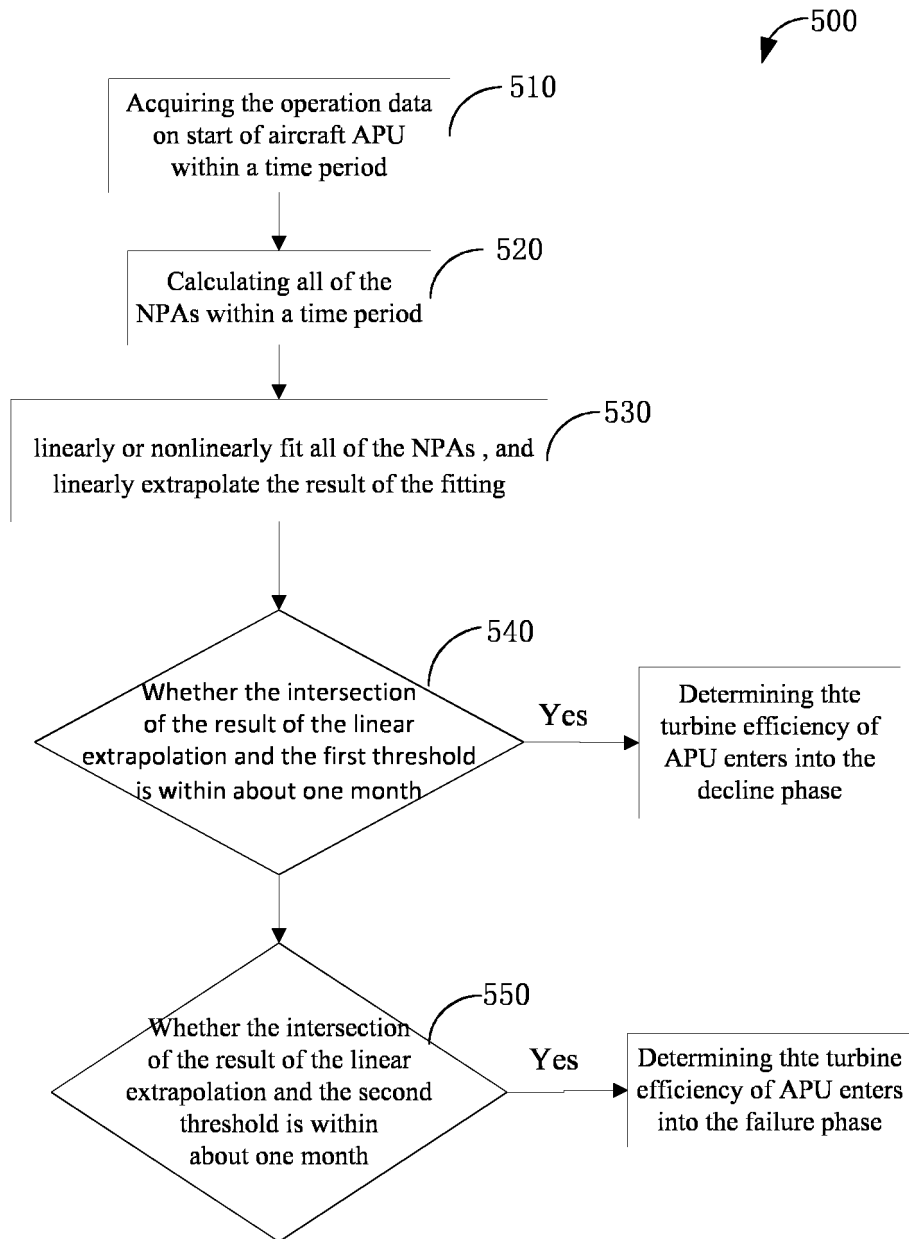 500
Acquiring the operation data
on start of aircraft APU
within a time period
510
Calculating all of the
NPAs within a time period
520
linearly or nonlinearly fit all of the NPAs , and
linearly extrapolate the result of the fitting
530
540
Whether the intersection
of the result of the linear
extrapolation and the first threshold
is within about one month
Yes
Determining thte
turbine efficiency of
APU enters into the
decline phase
550
Whether the intersection
of the result of the linear
extrapolation and the second
threshold is within
about one month
Yes
Determining thte turbine
efficiency of APU enters
into the failure phase